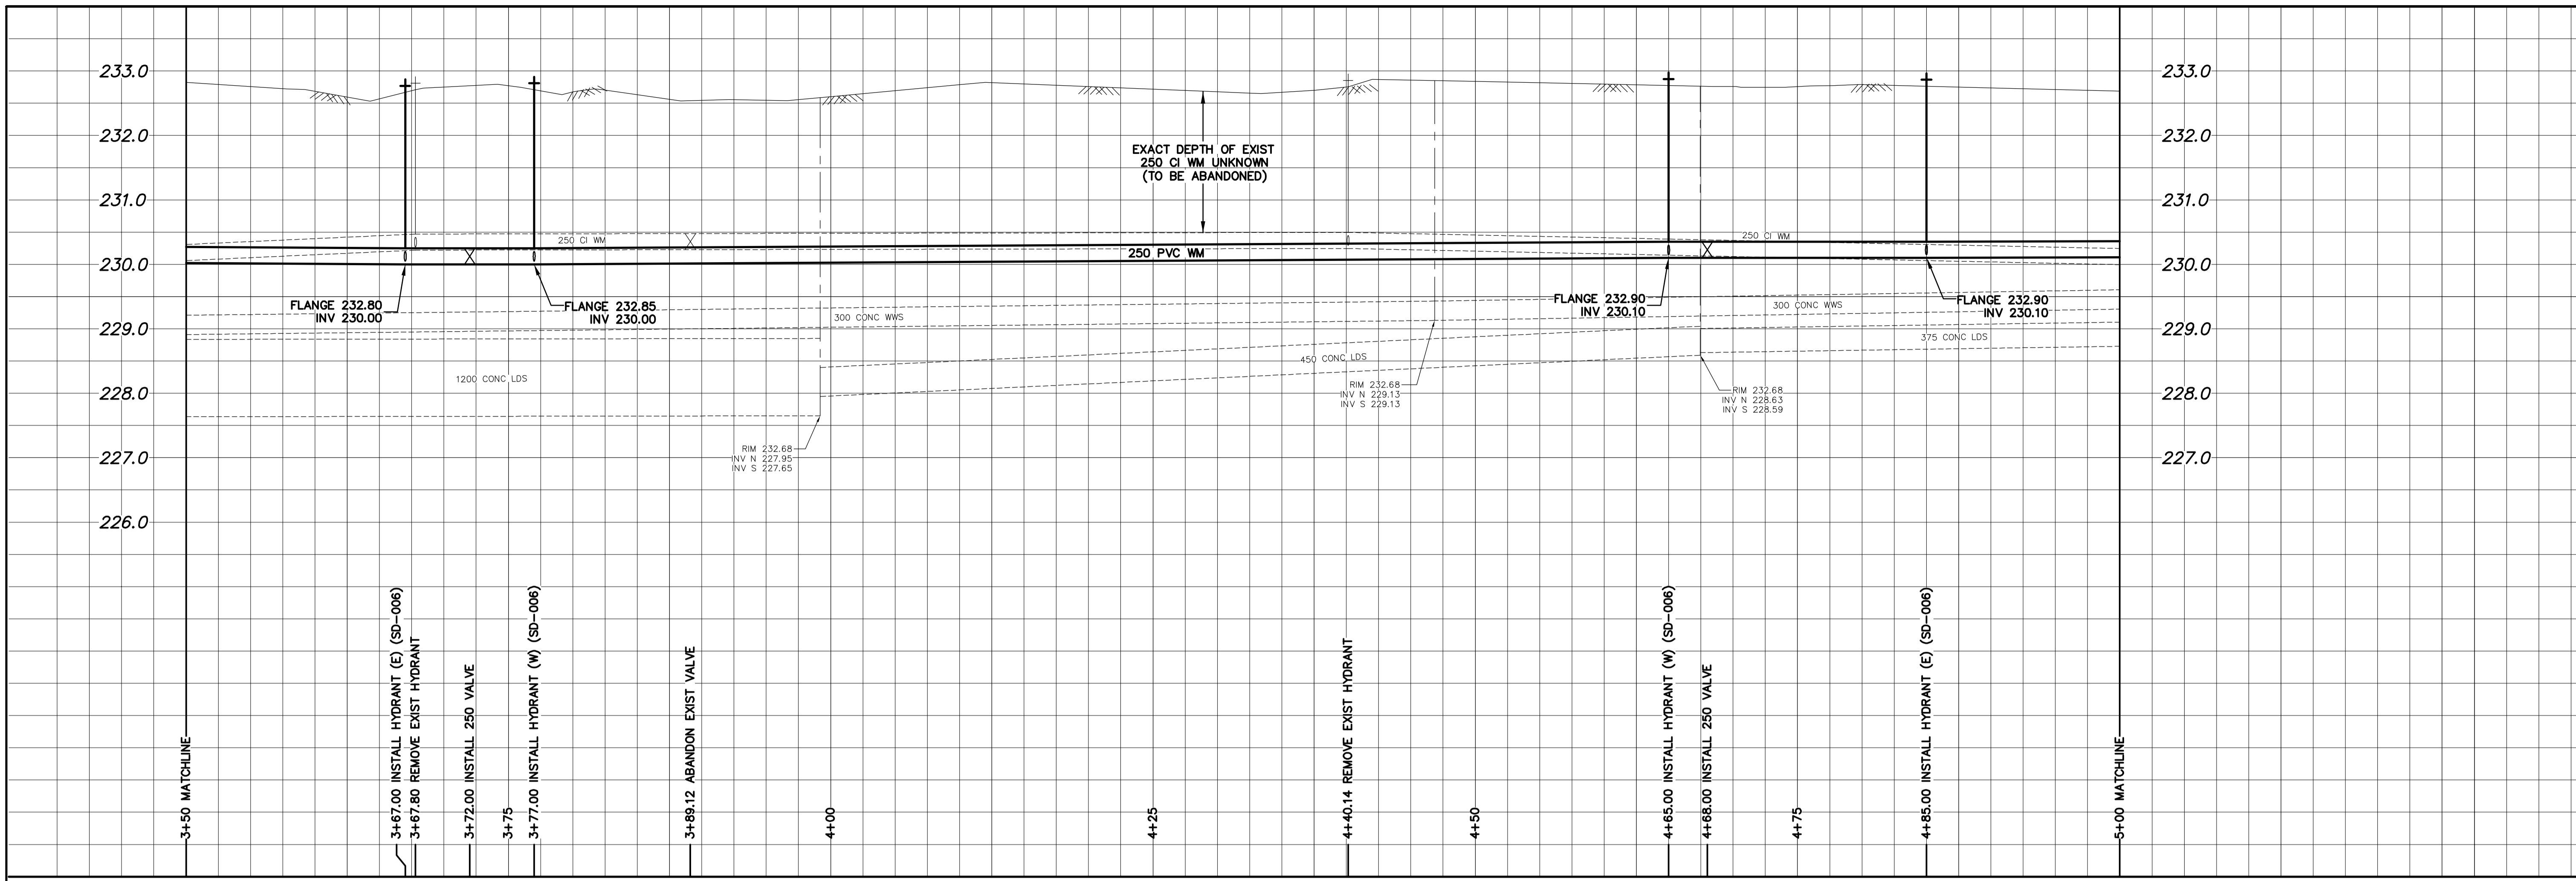 233.0
232.0
231.0
230.0
229.0
228.0
227.0
226.0
233.0
232.0
231.0
230.0
229.0
228.0
227.0
EXACT DEPTH OF EXIST
250 CI WM UNKNOWN
(TO BE ABANDONED)
250 CI WM
250 CI WM
250 PVC WM
FLANGE 232.80
INV 230.00
FLANGE 232.85
INV 230.00
FLANGE 232.90
INV 230.10
FLANGE 232.90
INV 230.10
300 CONC WWS
300 CONC WWS
1200 CONC LDS
450 CONC LDS
375 CONC LDS
RIM 232.68
INV N 227.95
INV S 227.65
RIM 232.68
INV N 229.13
INV S 229.13
RIM 232.68
INV N 228.63
INV S 228.59
3+50 MATCHLINE
3+67.00 INSTALL HYDRANT (E) (SD-006)
3+67.80 REMOVE EXIST HYDRANT
3+72.00 INSTALL 250 VALVE
3+75
3+77.00 INSTALL HYDRANT (W) (SD-006)
3+89.12 ABANDON EXIST VALVE
4+00
4+25
4+40.14 REMOVE EXIST HYDRANT
4+50
4+65.00 INSTALL HYDRANT (W) (SD-006)
4+68.00 INSTALL 250 VALVE
4+75
4+85.00 INSTALL HYDRANT (E) (SD-006)
5+00 MATCHLINE